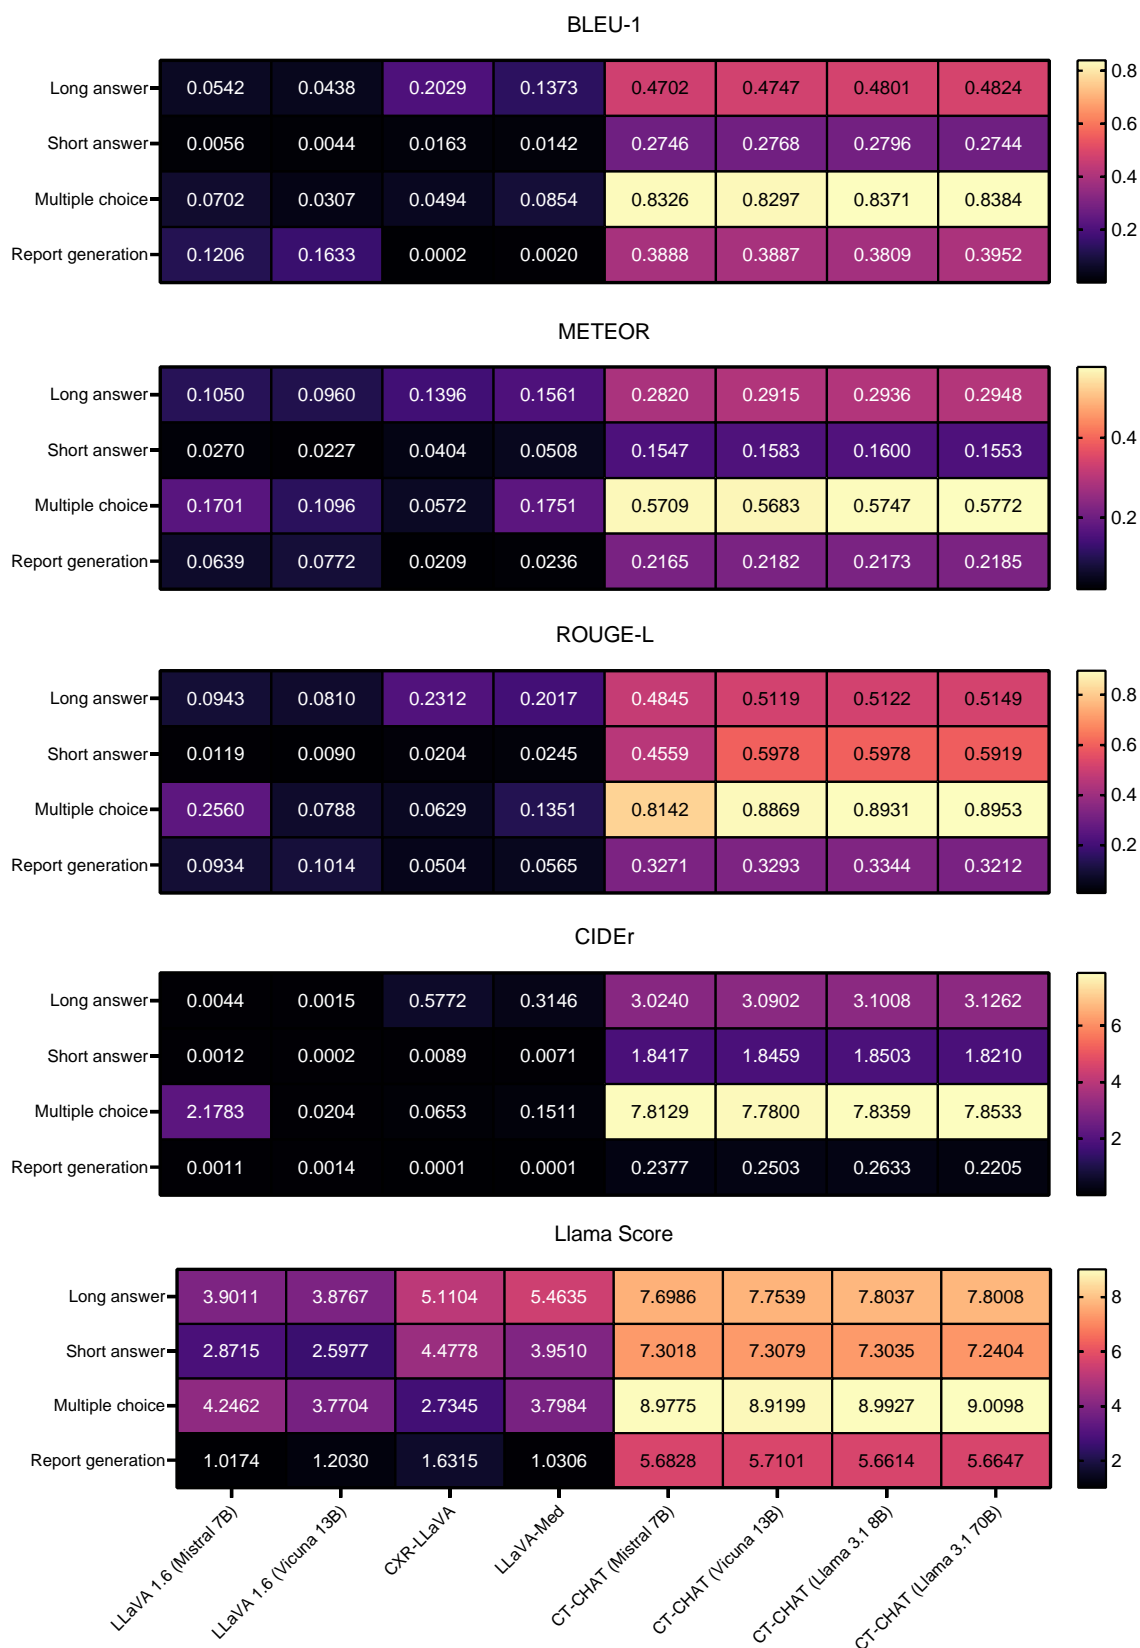 BLEU-1
Long answer 0.0542 0.0438 0.2029 0.1373 0.4702 0.4747 0.4801 0.4824
Short answer 0.0056 0.0044 0.0163 0.0142 0.2746 0.2768 0.2796 0.2744
Multiple choice 0.0702 0.0307 0.0494 0.0854 0.8326 0.8297 0.8371 0.8384
Report generation 0.1206 0.1633 0.0002 0.0020 0.3888 0.3887 0.3809 0.3952
0.8
0.6
0.4
0.2
METEOR
Long answer 0.1050 0.0960 0.1396 0.1561 0.2820 0.2915 0.2936 0.2948
Short answer 0.0270 0.0227 0.0404 0.0508 0.1547 0.1583 0.1600 0.1553
Multiple choice 0.1701 0.1096 0.0572 0.1751 0.5709 0.5683 0.5747 0.5772
Report generation 0.0639 0.0772 0.0209 0.0236 0.2165 0.2182 0.2173 0.2185
0.4
0.2
ROUGE-L
Long answer 0.0943 0.0810 0.2312 0.2017 0.4845 0.5119 0.5122 0.5149
Short answer 0.0119 0.0090 0.0204 0.0245 0.4559 0.5978 0.5978 0.5919
Multiple choice 0.2560 0.0788 0.0629 0.1351 0.8142 0.8869 0.8931 0.8953
Report generation 0.0934 0.1014 0.0504 0.0565 0.3271 0.3293 0.3344 0.3212
0.8
0.6
0.4
0.2
CIDEr
Long answer 0.0044 0.0015 0.5772 0.3146 3.0240 3.0902 3.1008 3.1262
Short answer 0.0012 0.0002 0.0089 0.0071 1.8417 1.8459 1.8503 1.8210
Multiple choice 2.1783 0.0204 0.0653 0.1511 7.8129 7.7800 7.8359 7.8533
Report generation 0.0011 0.0014 0.0001 0.0001 0.2377 0.2503 0.2633 0.2205
6
4
2
Llama Score
Long answer 3.9011 3.8767 5.1104 5.4635 7.6986 7.7539 7.8037 7.8008
Short answer 2.8715 2.5977 4.4778 3.9510 7.3018 7.3079 7.3035 7.2404
Multiple choice 4.2462 3.7704 2.7345 3.7984 8.9775 8.9199 8.9927 9.0098
Report generation 1.0174 1.2030 1.6315 1.0306 5.6828 5.7101 5.6614 5.6647
8
6
4
2
LLaVA 1.6 (Mistral 7B)
LLaVA 1.6 (Vicuna 13B)
CXR-LLaVA
LLaVA-Med
CT-CHAT (Mistral 7B)
CT-CHAT (Vicuna 13B)
CT-CHAT (Llama 3.1 8B)
CT-CHAT (Llama 3.1 70B)